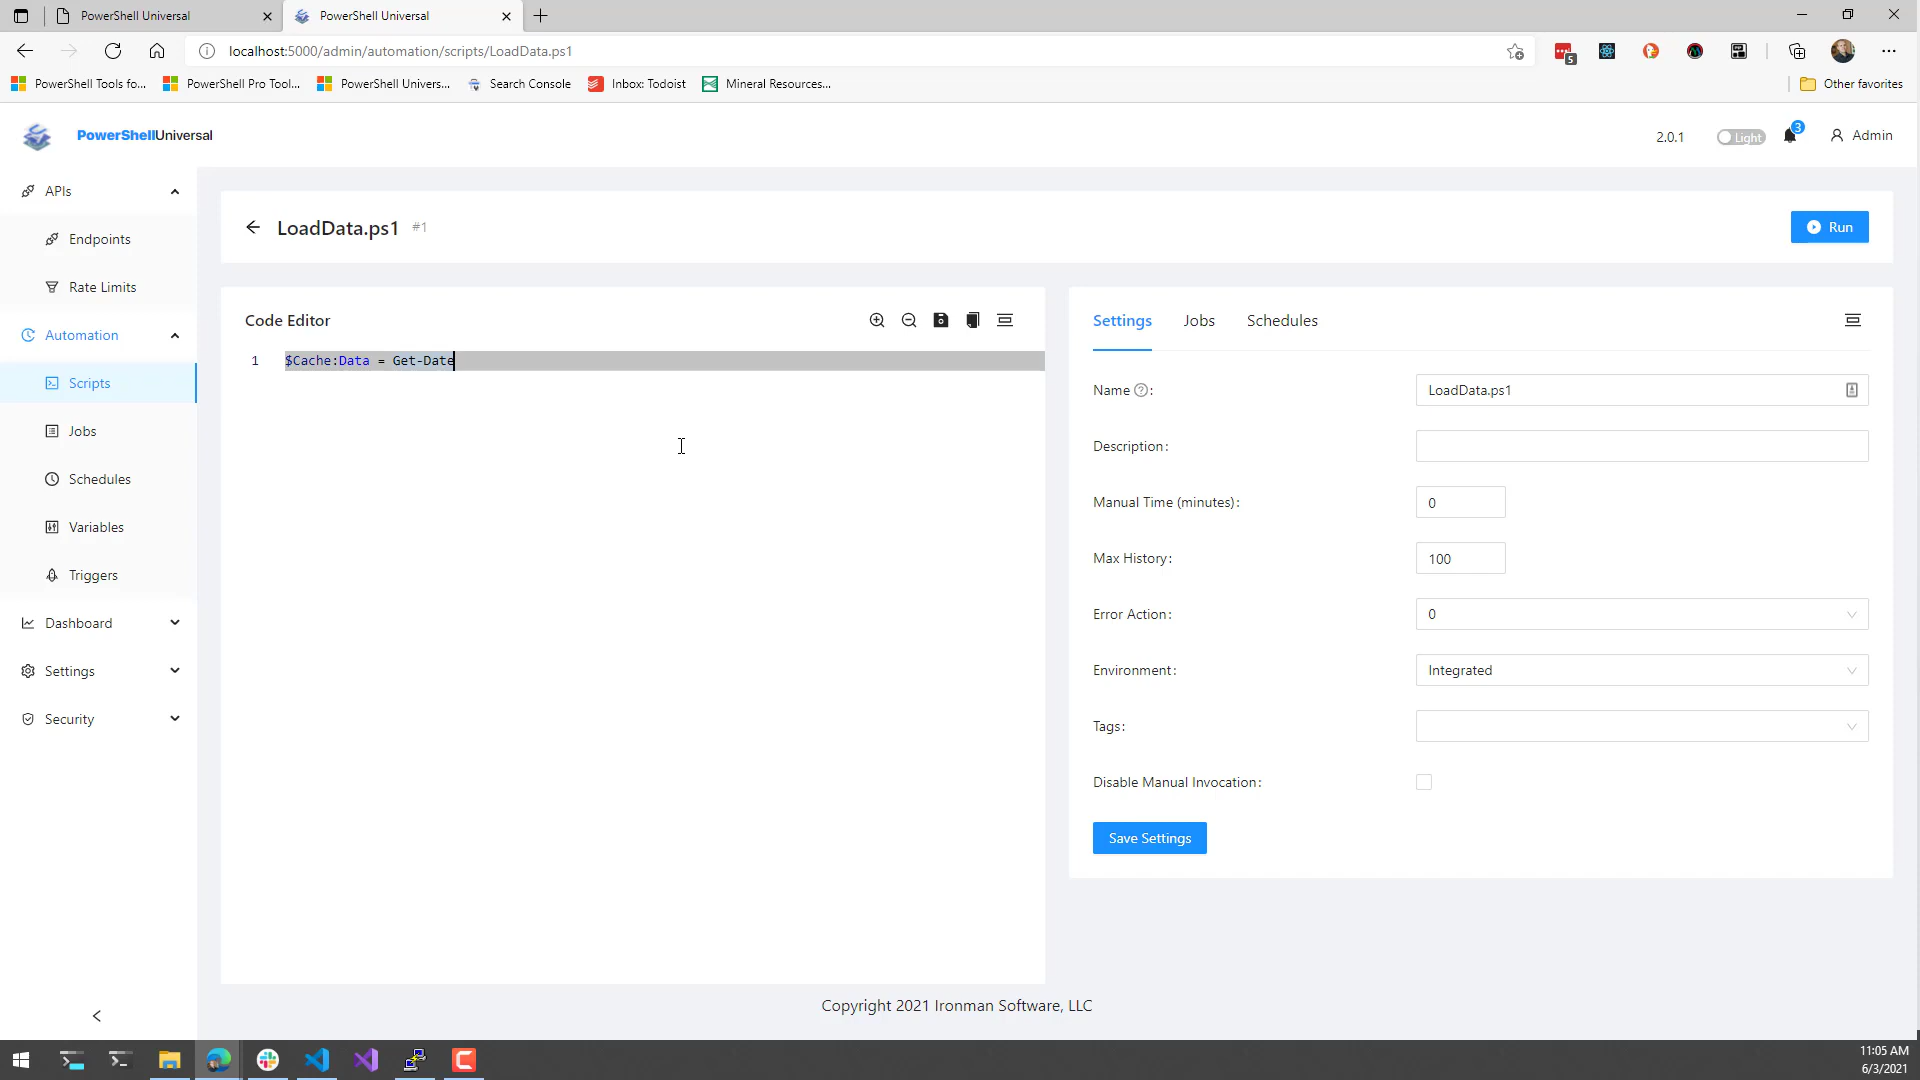 PowerShell Universal
PowerShell Universal
localhost:5000/admin/automation/scripts/LoadData.ps1
5
PowerShell Tools fo...
PowerShell Pro Tool...
PowerShell Univers...
Search Console
Inbox: Todoist
Mineral Resources...
Other favorites
PowerShellUniversal
2.0.1
Light
3
Admin
APIs
Endpoints
Rate Limits
Automation
Scripts
Jobs
Schedules
Variables
Triggers
Dashboard
Settings
Security
LoadData.ps1 #1
Run
Code Editor
1 $Cache:Data = Get-Date
Settings
Jobs
Schedules
Name ? :
LoadData.ps1
Description:
Manual Time (minutes):
0
Max History:
100
Error Action:
0
Environment:
Integrated
Tags:
Disable Manual Invocation:
Save Settings
Copyright 2021 Ironman Software, LLC
11:05 AM
6/3/2021